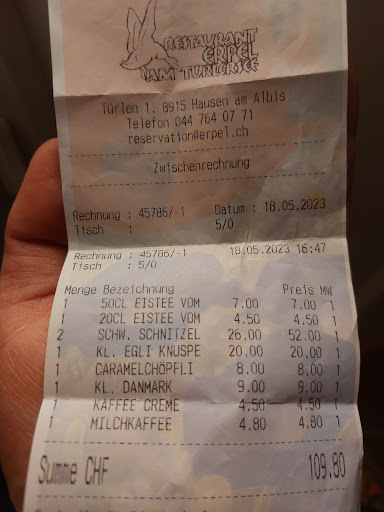 RESTAURANT
ERPEL
AM TÜRLERSEE
Türlen 1, 8915 Hausen am Albis
Telefon 044 764 07 71
reservation@erpel.ch
Zwischenrechnung
Rechnung : 45786/-1 Datum : 18.05.2023
Tisch : 5/0
Rechnung : 45786/-1 18.05.2023 16:47
Tisch : 5/0
Menge Bezeichnung Preis MW
1 50CL EISTEE VOM 7.00 7.00 1
1 20CL EISTEE VOM 4.50 4.50 1
2 SCHW. SCHNITZEL 26.00 52.00 1
1 KL. EGLI KNUSPE 20.00 20.00 1
1 CARAMELCHÖPFLI 8.00 8.00 1
1 KL. DANMARK 9.00 9.00 1
1 KAFFEE CREME 4.50 4.50 1
1 MILCHKAFFEE 4.80 4.80 1
Summe CHF 109.80